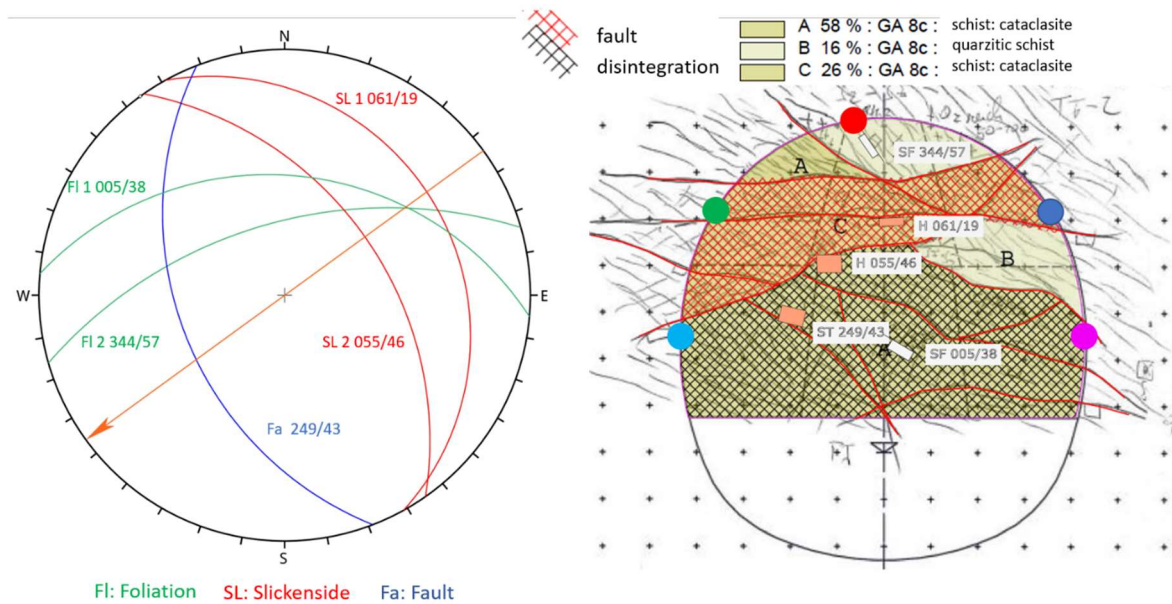 N
SL 1 061/19
Fl 1 005/38
W
E
SL 2 055/46
Fl 2 344/57
Fa 249/43
S
Fl: Foliation SL: Slickenside Fa: Fault
fault
disintegration
A 58 % : GA 8c : schist: cataclasite
B 16 % : GA 8c : quarzitic schist
C 26 % : GA 8c : schist: cataclasite
SF 344/57
A
C
H 061/19
B
H 055/46
ST 249/43
A
SF 005/38